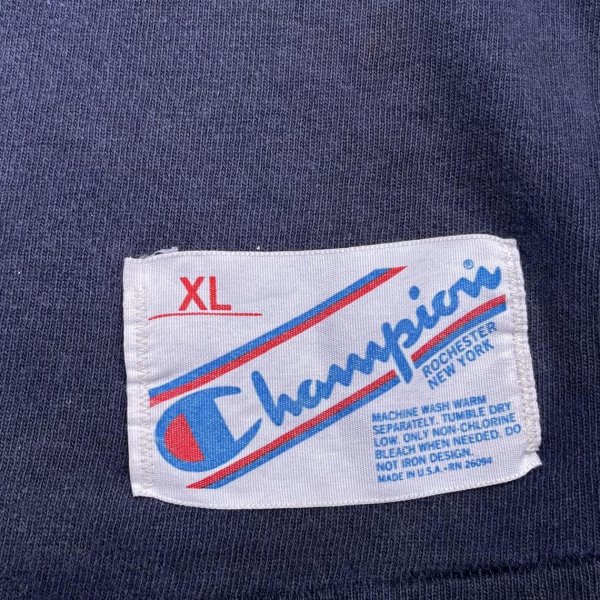 XL
Champion®
ROCHESTER
NEW YORK
MACHINE WASH WARM
SEPARATELY. TUMBLE DRY
LOW. ONLY NON-CHLORINE
BLEACH WHEN NEEDED. DO
NOT IRON DESIGN.
MADE IN U.S.A. - RN 26094